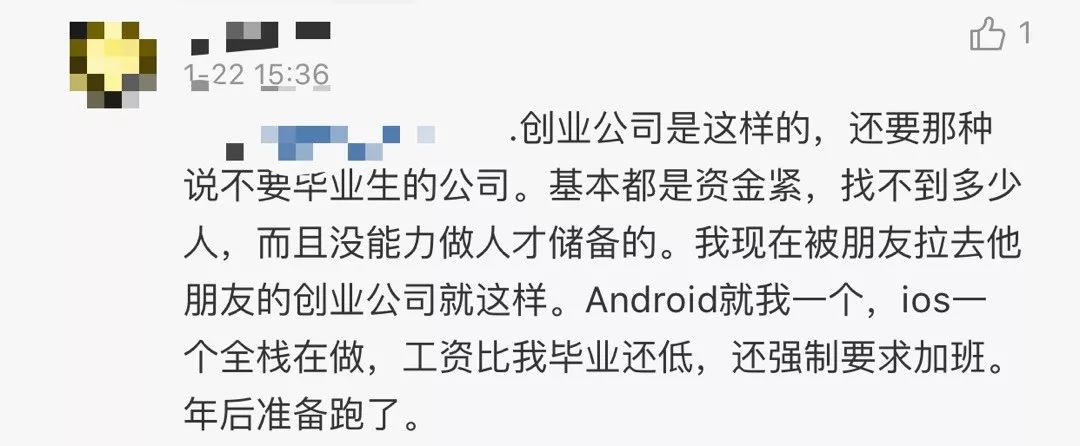 1
1-22 15:36
.创业公司是这样的，还要那种
说不要毕业生的公司。基本都是资金紧，找不到多少
人，而且没能力做人才储备的。我现在被朋友拉去他
朋友的创业公司就这样。Android就我一个，ios一
个全栈在做，工资比我毕业还低，还强制要求加班。
年后准备跑了。